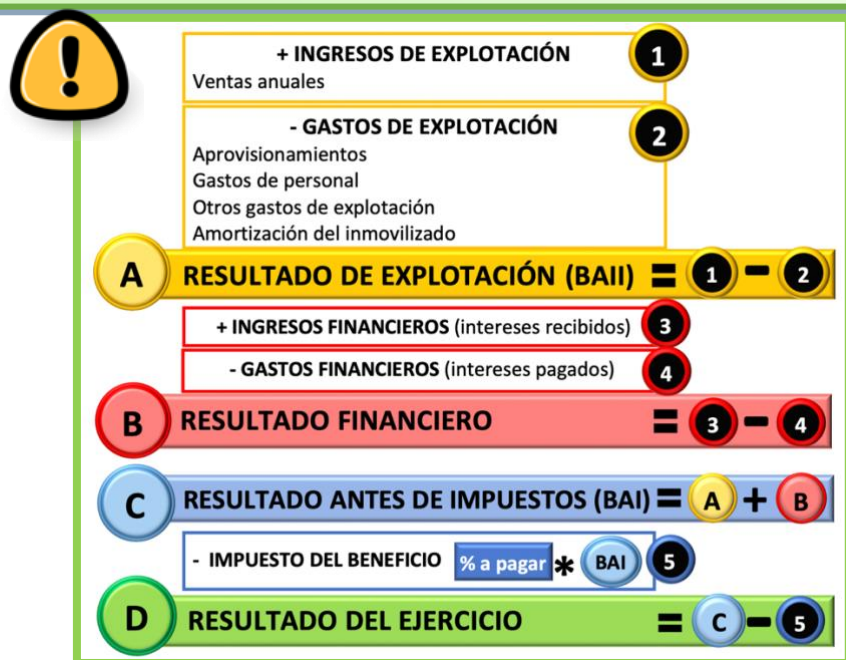 !
+ INGRESOS DE EXPLOTACIÓN 1
Ventas anuales
- GASTOS DE EXPLOTACIÓN 2
Aprovisionamientos
Gastos de personal
Otros gastos de explotación
Amortización del inmovilizado
A RESULTADO DE EXPLOTACIÓN (BAII) = 1 - 2
+ INGRESOS FINANCIEROS (intereses recibidos) 3
- GASTOS FINANCIEROS (intereses pagados) 4
B RESULTADO FINANCIERO = 3 - 4
C RESULTADO ANTES DE IMPUESTOS (BAI) = A + B
- IMPUESTO DEL BENEFICIO % a pagar * BAI 5
D RESULTADO DEL EJERCICIO = C - 5